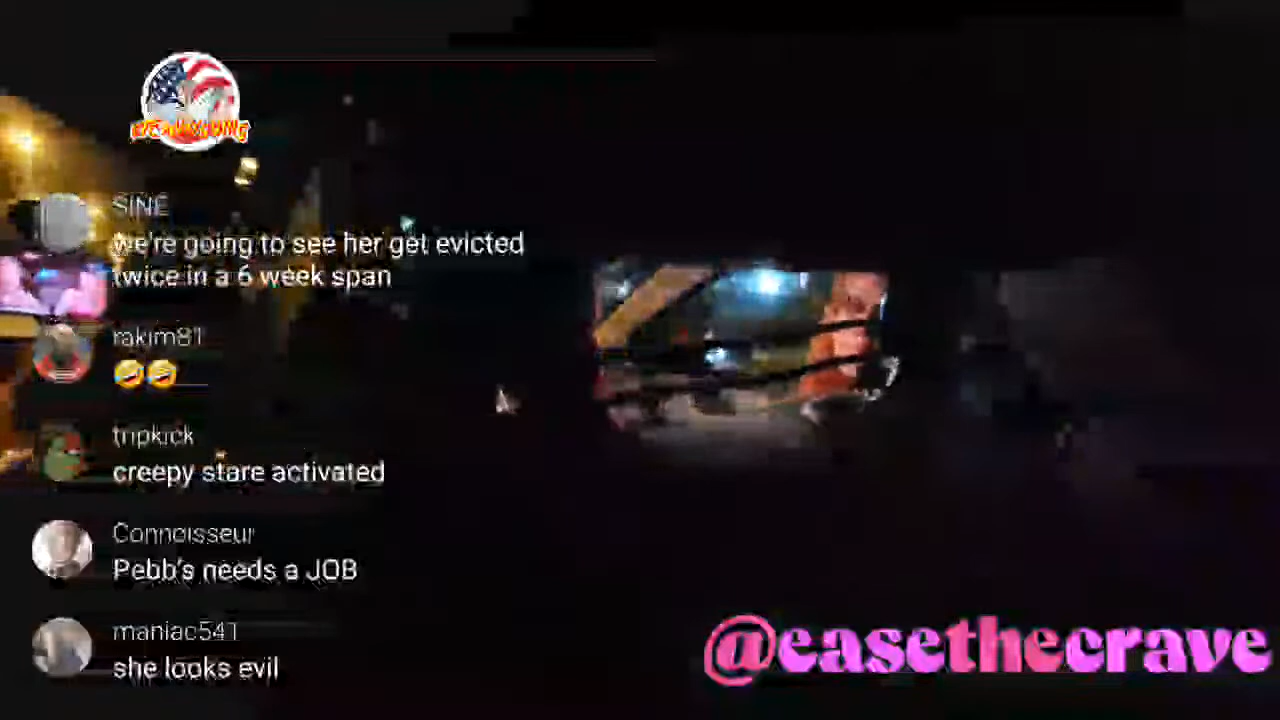 SINE
we're going to see her get evicted
twice in a 6 week span
rakim81
tripkick
creepy stare activated
Connoisseur
Pebb's needs a JOB
maniac541
she looks evil
@easethecrave